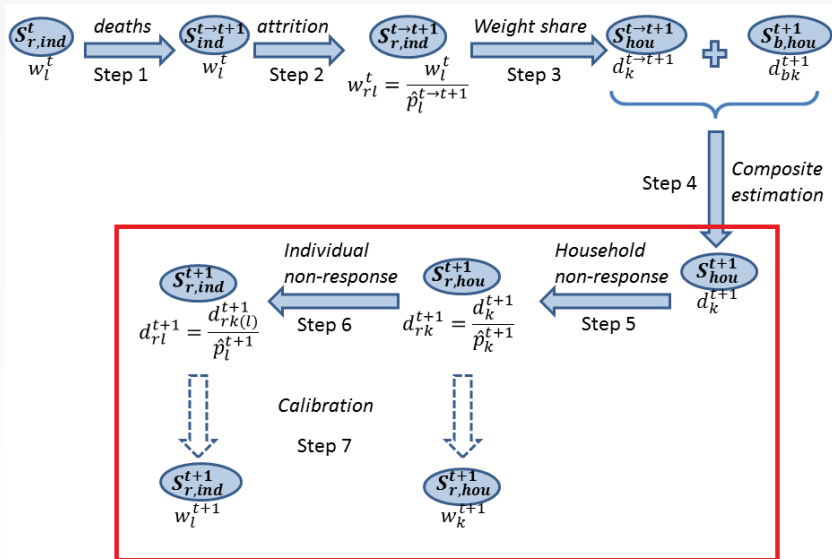 S^t_{r,ind} deaths S^{t→t+1}_{ind} attrition S^{t→t+1}_{r,ind} Weight share S^{t→t+1}_{hou} + S^{t+1}_{b,hou}
w^t_l Step 1 w^t_l Step 2 w^t_{rl} = w^t_l / p̂^{t→t+1}_l Step 3 d^{t→t+1}_k d^{t+1}_{bk}
Step 4 Composite
estimation
Individual
non-response
Household
non-response
S^{t+1}_{r,ind} S^{t+1}_{r,hou} S^{t+1}_{hou}
d^{t+1}_{rl} = d^{t+1}_{rk(l)} / p̂^{t+1}_l Step 6 d^{t+1}_{rk} = d^{t+1}_k / p̂^{t+1}_k Step 5 d^{t+1}_k
Calibration
Step 7
S^{t+1}_{r,ind} S^{t+1}_{r,hou}
w^{t+1}_l w^{t+1}_k